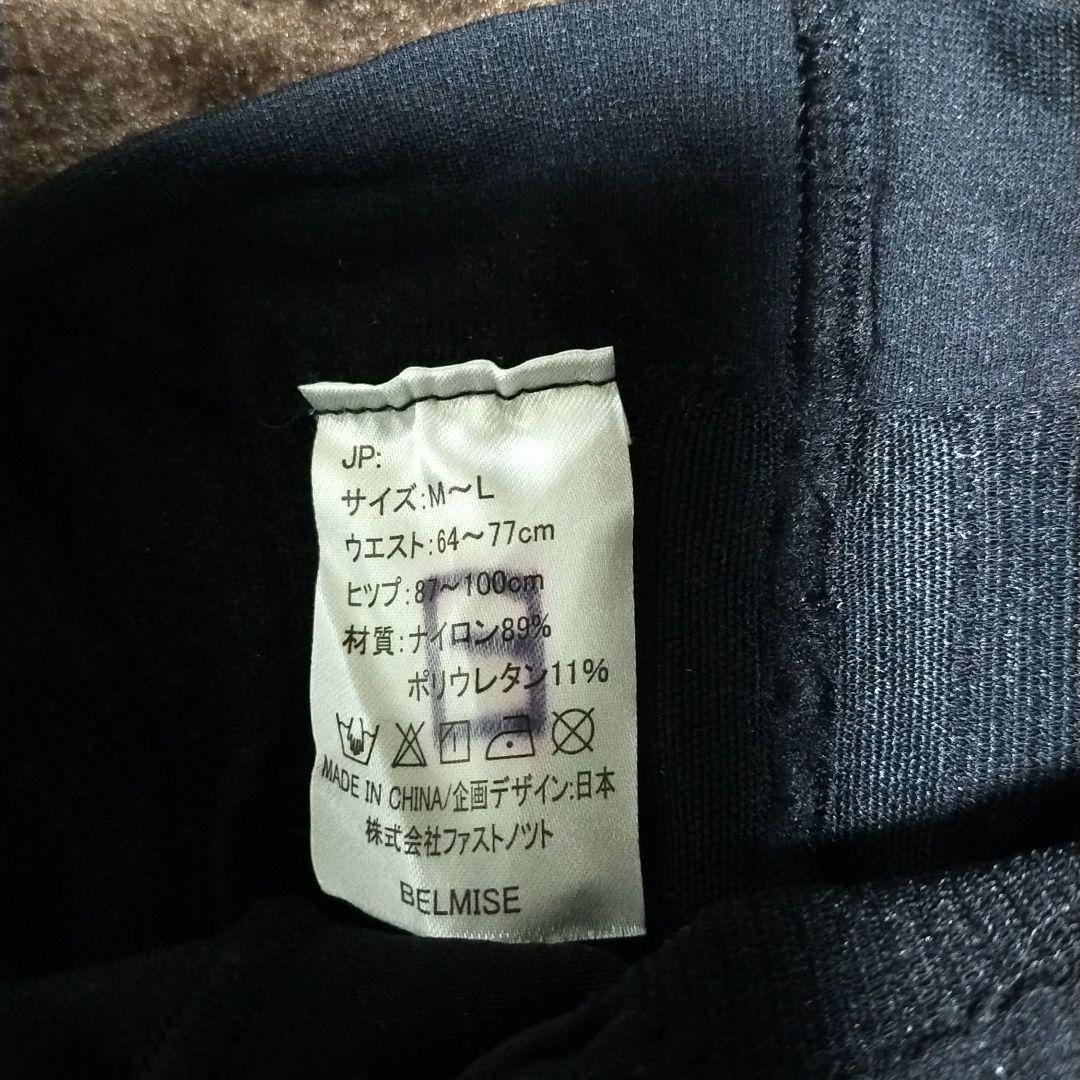 JP:
サイズ:M～L
ウエスト:64～77cm
ヒツプ:87～100cm
材質:ナイロン89%
ポリウレタン11%
MADE IN CHINA/企画デザイン:日本
株式会社ファストノツト
BELMISE